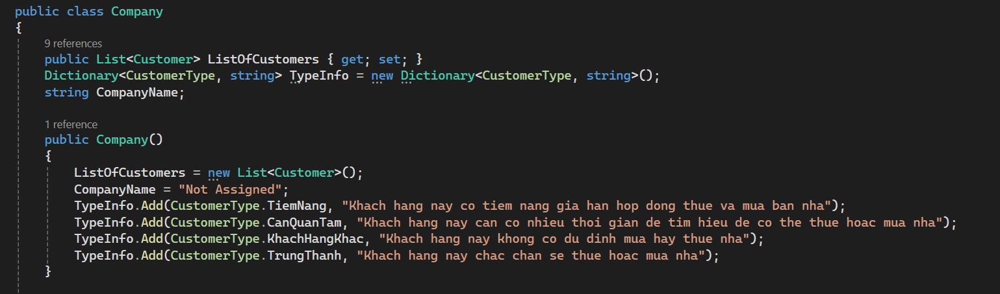 public class Company
{
9 references
public List<Customer> ListOfCustomers { get; set; }
Dictionary<CustomerType, string> TypeInfo = new Dictionary<CustomerType, string>();
string CompanyName;
1 reference
public Company()
{
ListOfCustomers = new List<Customer>();
CompanyName = "Not Assigned";
TypeInfo.Add(CustomerType.TiemNang, "Khach hang nay co tiem nang gia han hop dong thue va mua ban nha");
TypeInfo.Add(CustomerType.CanQuanTam, "Khach hang nay can co nhieu thoi gian de tim hieu de co the thue hoac mua nha");
TypeInfo.Add(CustomerType.KhachHangKhac, "Khach hang nay khong co du dinh mua hay thue nha");
TypeInfo.Add(CustomerType.TrungThanh, "Khach hang nay chac chan se thue hoac mua nha");
}